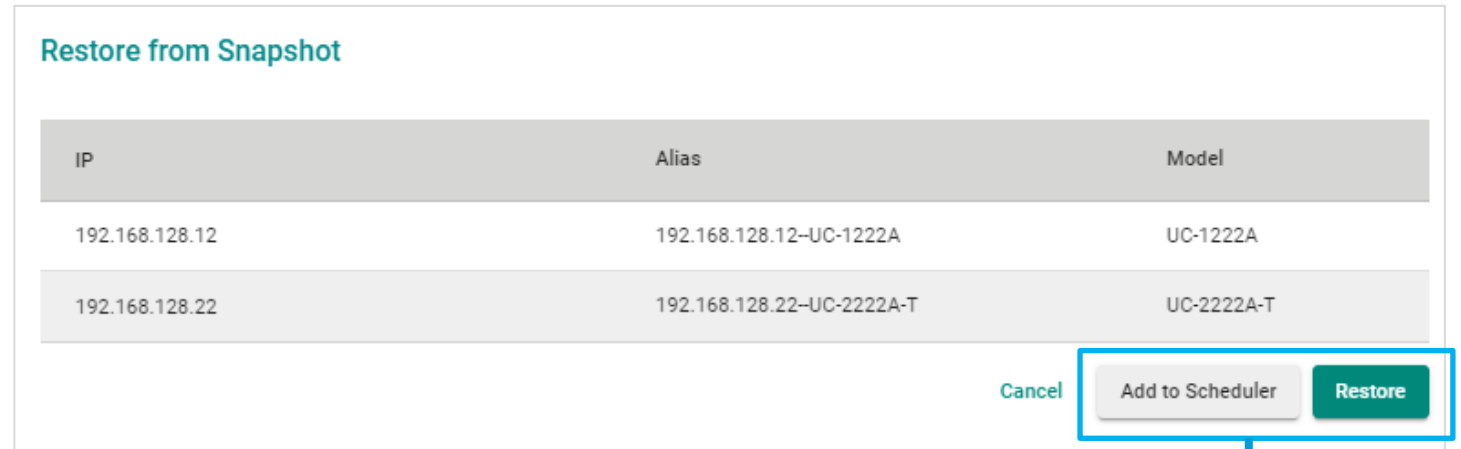 Restore from Snapshot
IP Alias Model
192.168.128.12 192.168.128.12--UC-1222A UC-1222A
192.168.128.22 192.168.128.22--UC-2222A-T UC-2222A-T
Cancel Add to Scheduler Restore